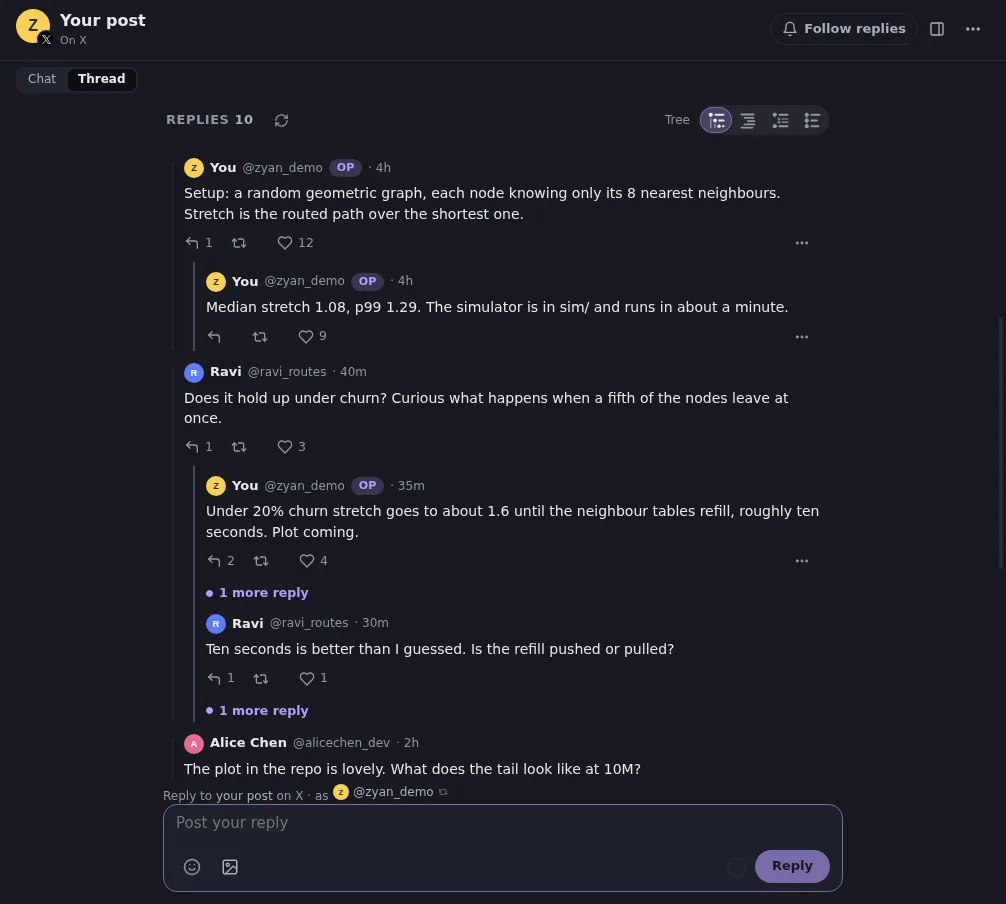 Z
Your post
On X
Follow replies
Chat
Thread
REPLIES 10
Tree
Z You @zyan_demo OP · 4h
Setup: a random geometric graph, each node knowing only its 8 nearest neighbours.
Stretch is the routed path over the shortest one.
1
12
Z You @zyan_demo OP · 4h
Median stretch 1.08, p99 1.29. The simulator is in sim/ and runs in about a minute.
9
R Ravi @ravi_routes · 40m
Does it hold up under churn? Curious what happens when a fifth of the nodes leave at
once.
1
3
Z You @zyan_demo OP · 35m
Under 20% churn stretch goes to about 1.6 until the neighbour tables refill, roughly ten
seconds. Plot coming.
2
4
1 more reply
R Ravi @ravi_routes · 30m
Ten seconds is better than I guessed. Is the refill pushed or pulled?
1
1
1 more reply
A Alice Chen @alicechen_dev · 2h
The plot in the repo is lovely. What does the tail look like at 10M?
Reply to your post on X · as Z @zyan_demo
Post your reply
Reply